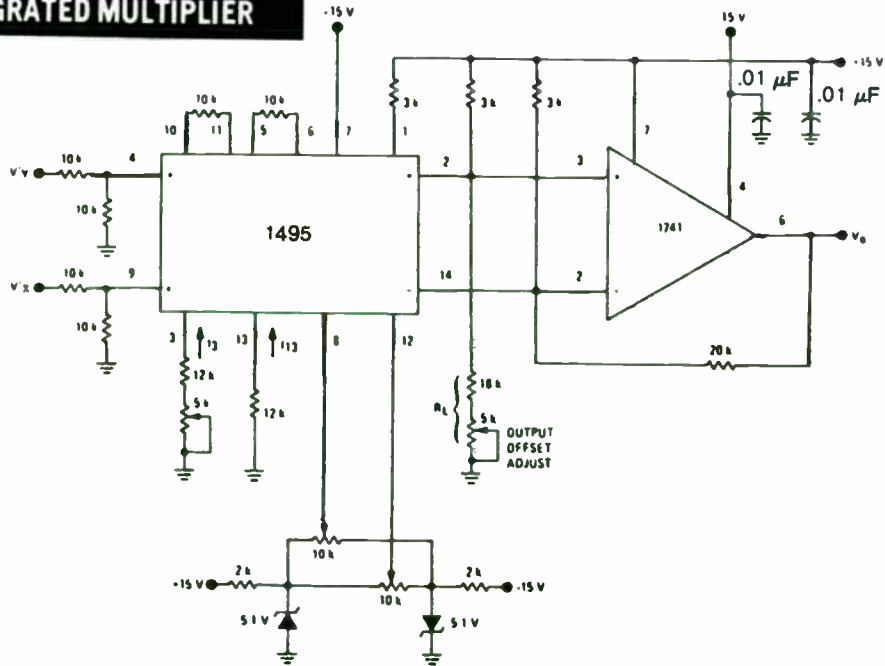 GRATED MULTIPLIER
-15 V
15 V
-15 V
.01 µF
.01 µF
10 k
10 k
3 k
3 k
3 k
10 11 5 6 7 1
7
10 k
4
2
3
4
10 k
1495
1741
6
V₀
10 k
9
14
2
10 k
3
I3
13
I13
8
12
20 k
12 k
5 k
12 k
18 k
RL
5 k
OUTPUT
OFFSET
ADJUST
10 k
+15 V
2 k
10 k
2 k
-15 V
5.1 V
5.1 V